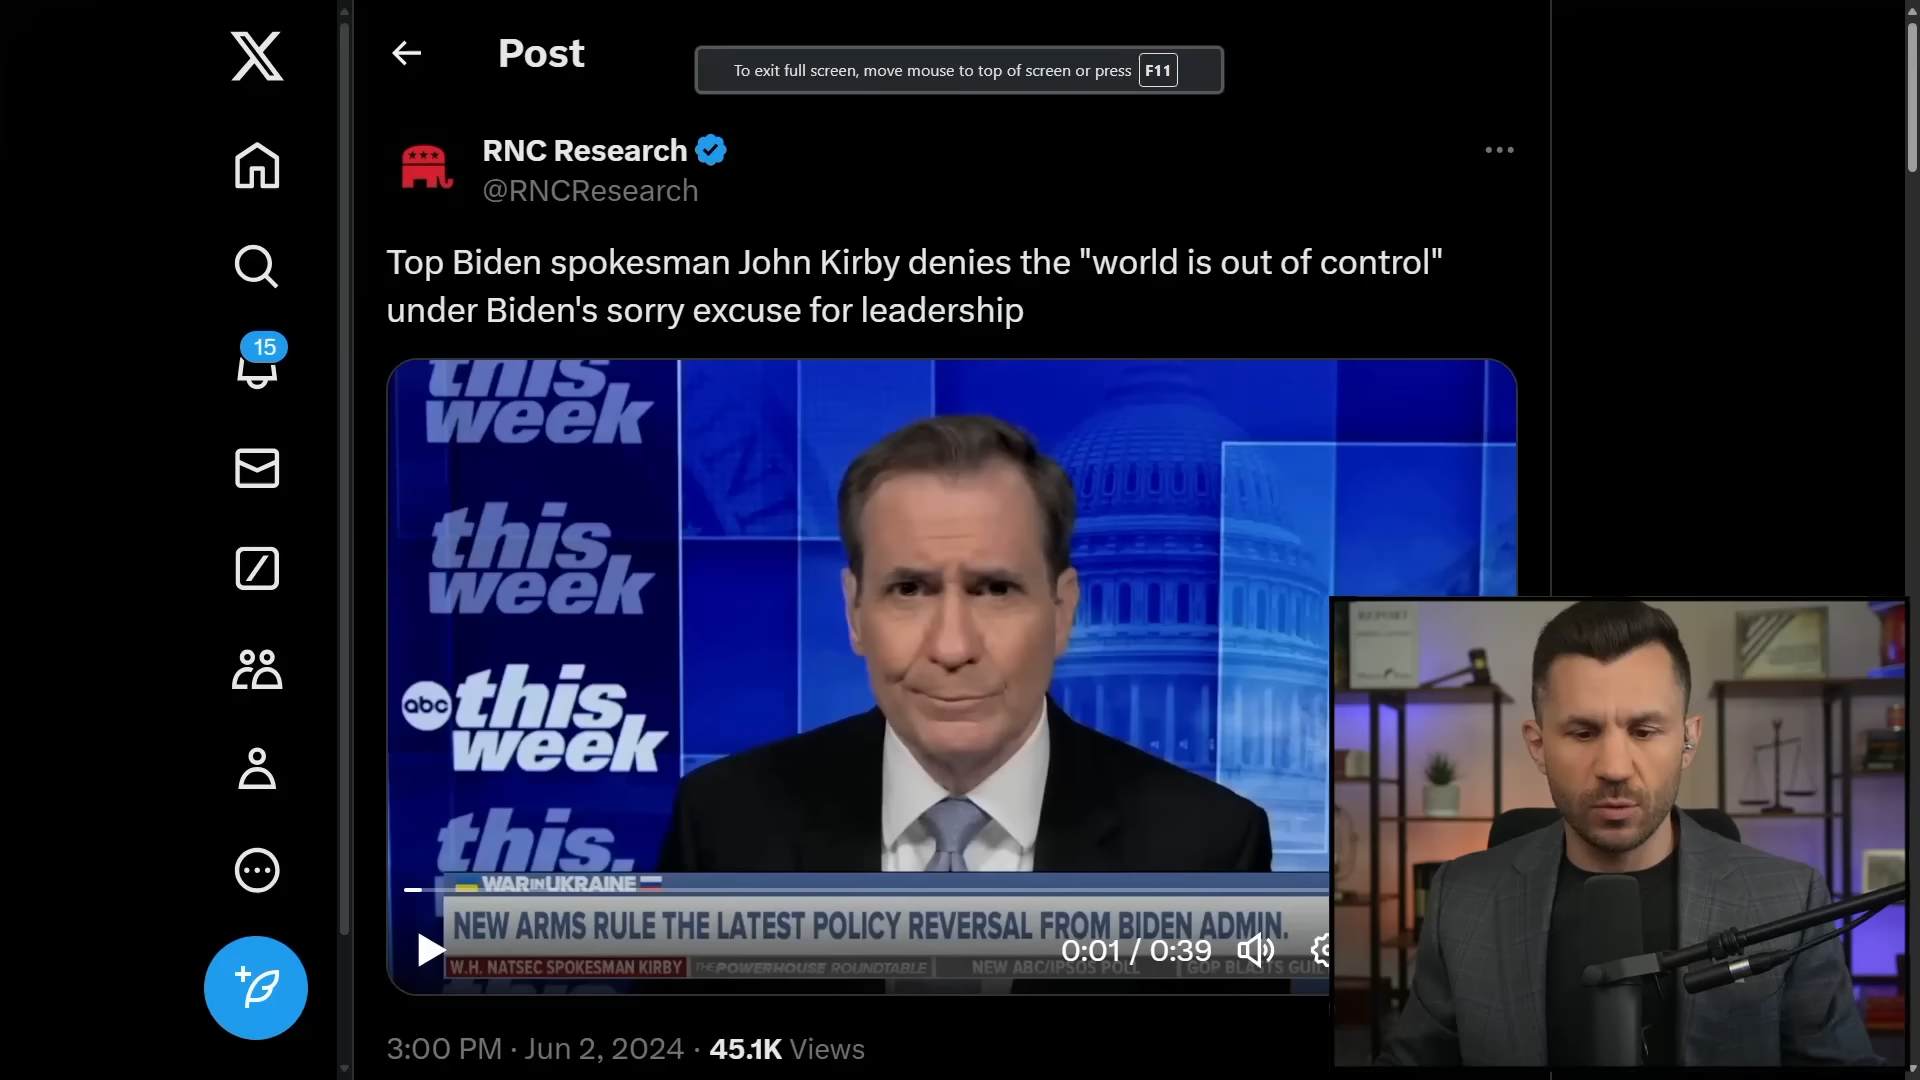 Post
To exit full screen, move mouse to top of screen or press F11
RNC Research
@RNCResearch
15
Top Biden spokesman John Kirby denies the "world is out of control"
under Biden's sorry excuse for leadership
this
week
this
week
abc this
week
this.
WAR IN UKRAINE
NEW ARMS RULE THE LATEST POLICY REVERSAL FROM BIDEN ADMIN.
0:01 / 0:39
W.H. NATSEC SPOKESMAN KIRBY THE POWERHOUSE ROUNDTABLE NEW ABC/IPSOS POLL GOP BLASTS
3:00 PM · Jun 2, 2024 · 45.1K Views
REPORT